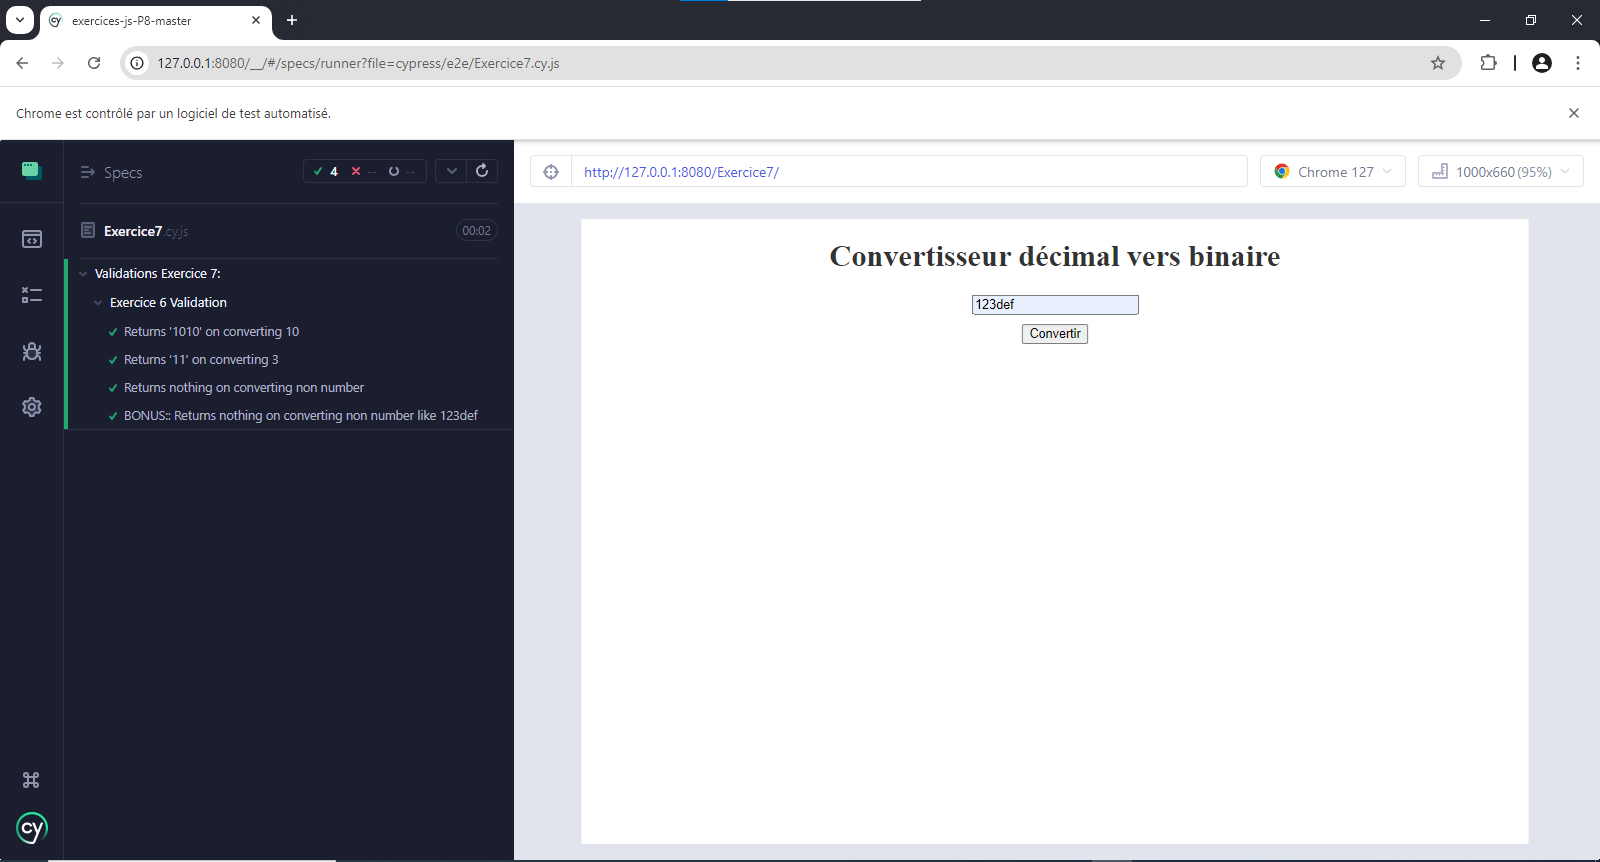 exercices-js-P8-master
127.0.0.1:8080/__/#/specs/runner?file=cypress/e2e/Exercice7.cy.js
Chrome est contrôlé par un logiciel de test automatisé.
Specs
4 -- --
http://127.0.0.1:8080/Exercice7/
Chrome 127
1000x660 (95%)
Exercice7.cy.js
00:02
Validations Exercice 7:
Exercice 6 Validation
Returns '1010' on converting 10
Returns '11' on converting 3
Returns nothing on converting non number
BONUS:: Returns nothing on converting non number like 123def
Convertisseur décimal vers binaire
123def
Convertir
cy